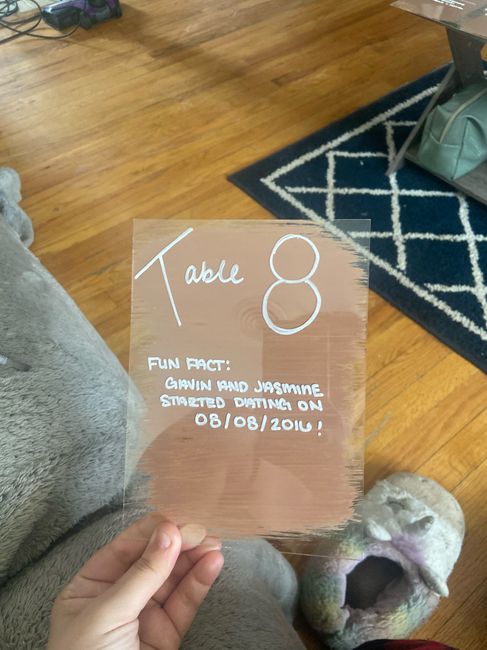 Table 8
FUN FACT:
GAVIN AND JASMINE
STARTED DATING ON
08/08/2016!